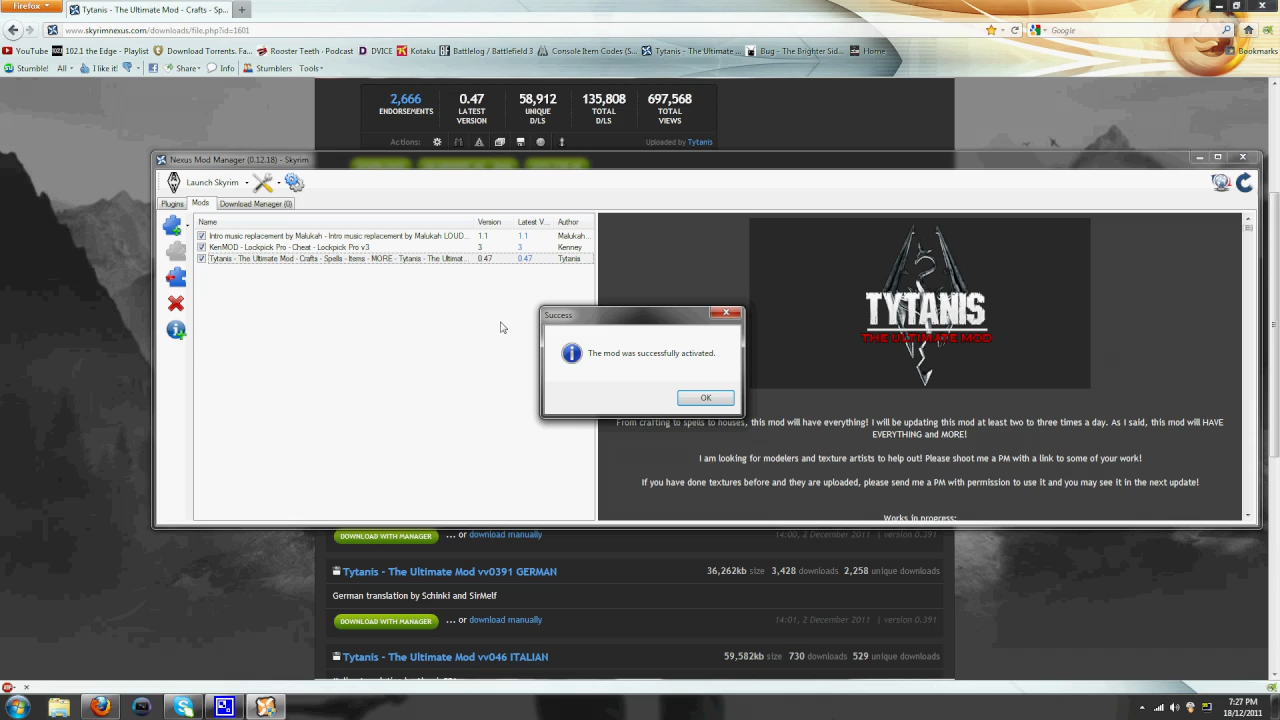 Firefox
Tytanis - The Ultimate Mod - Crafts - Sp...
www.skyrimnexus.com/downloads/file.php?id=1601
Google
YouTube
102.1 the Edge - Playlist
Download Torrents. Fa...
Rooster Teeth · Podcast
DVICE
Kotaku
Battlelog / Battlefield 3
Console Item Codes (S...
Tytanis - The Ultimate ...
Bug - The Brighter Sid...
Home
Bookmarks
Stumble!
All
I like it!
Share
Info
Stumblers
Tools
2,666 0.47 58,912 135,808 697,568
ENDORSEMENTS LATEST VERSION UNIQUE D/LS TOTAL D/LS TOTAL VIEWS
Actions:
Uploaded by Tytanis
Nexus Mod Manager (0.12.18) - Skyrim
Launch Skyrim
Plugins Mods Download Manager (0)
Name Version Latest V... Author
Intro music replacement by Malukah - Intro music replacement by Malukah LOUD... 1.1 1.1 Malukah...
KenMOD - Lockpick Pro - Cheat - Lockpick Pro v3 3 3 Kenney
Tytanis - The Ultimate Mod - Crafts - Spells - Items - MORE - Tytanis - The Ultimat... 0.47 0.47 Tytanis
TYTANIS
THE ULTIMATE MOD
Success
The mod was successfully activated.
OK
From crafting to spells to houses, this mod will have everything! I will be updating this mod at least two to three times a day. As I said, this mod will HAVE
EVERYTHING and MORE!
I am looking for modelers and texture artists to help out! Please shoot me a PM with a link to some of your work!
If you have done textures before and they are uploaded, please send me a PM with permission to use it and you may see it in the next update!
Works in progress:
DOWNLOAD WITH MANAGER ... or download manually 14:00, 2 December 2011 | version 0.391
Tytanis - The Ultimate Mod vv0391 GERMAN 36,262kb size 3,428 downloads 2,258 unique downloads
German translation by Schinki and SirMelf
DOWNLOAD WITH MANAGER ... or download manually 14:01, 2 December 2011 | version 0.391
Tytanis - The Ultimate Mod vv046 ITALIAN 59,582kb size 730 downloads 529 unique downloads
7:27 PM
18/12/2011